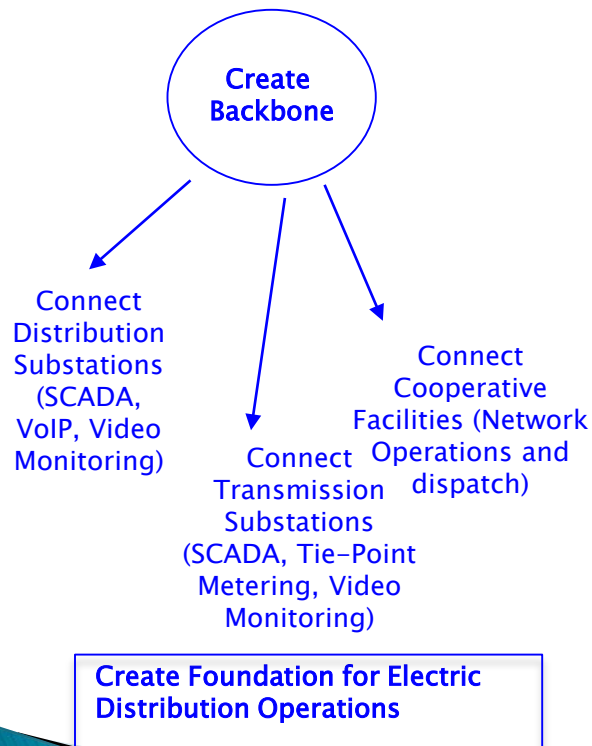 Create
Backbone
Connect
Distribution
Substations
(SCADA,
VoIP, Video
Monitoring)
Connect
Transmission
Substations
(SCADA, Tie-Point
Metering, Video
Monitoring)
Connect
Cooperative
Facilities (Network
Operations and
dispatch)
Create Foundation for Electric
Distribution Operations